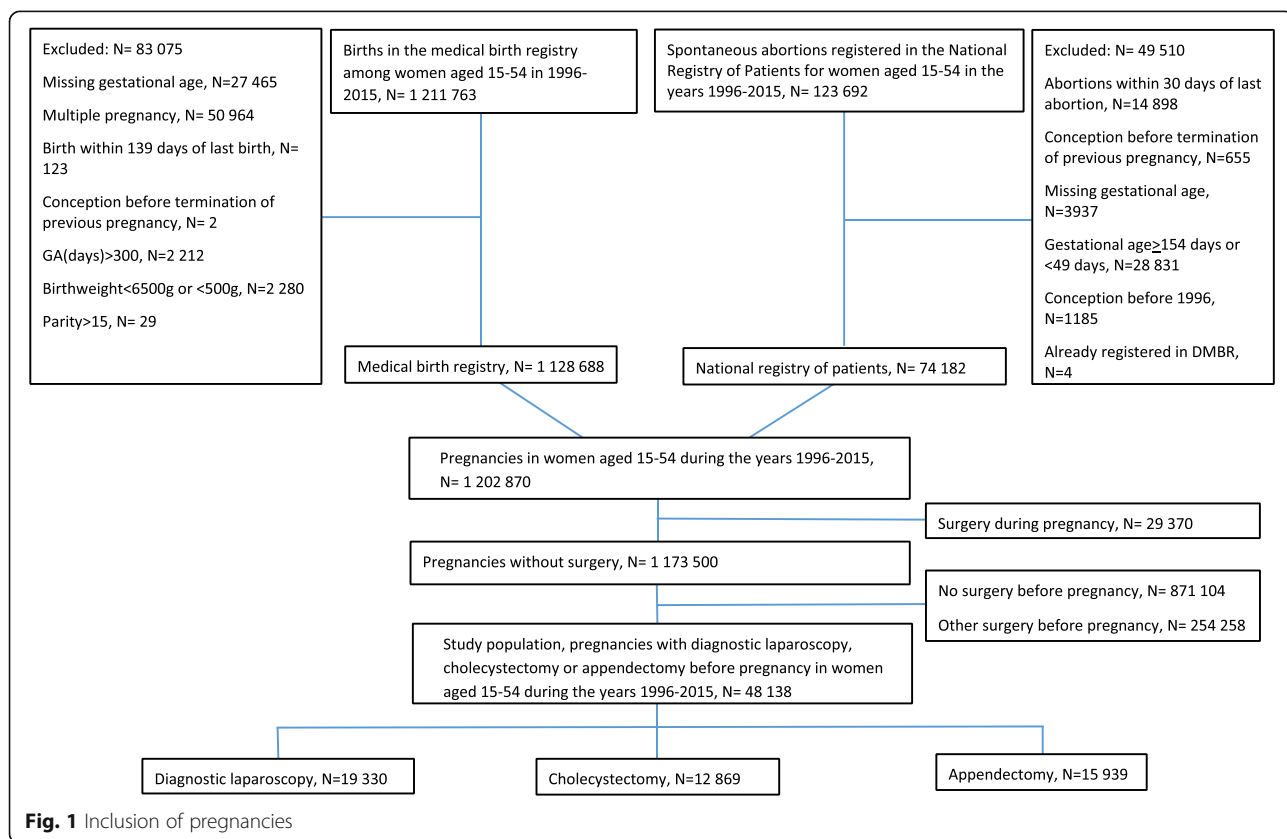 Excluded: N= 83 075
Missing gestational age, N=27 465
Multiple pregnancy, N= 50 964
Birth within 139 days of last birth, N=
123
Conception before termination of
previous pregnancy, N= 2
GA(days)>300, N=2 212
Birthweight<6500g or <500g, N=2 280
Parity>15, N= 29
Births in the medical birth registry
among women aged 15-54 in 1996-
2015, N= 1 211 763
Spontaneous abortions registered in the National
Registry of Patients for women aged 15-54 in the
years 1996-2015, N= 123 692
Excluded: N= 49 510
Abortions within 30 days of last
abortion, N=14 898
Conception before termination
of previous pregnancy, N=655
Missing gestational age,
N=3937
Gestational age≥154 days or
<49 days, N=28 831
Conception before 1996,
N=1185
Already registered in DMBR,
N=4
Medical birth registry, N= 1 128 688
National registry of patients, N= 74 182
Pregnancies in women aged 15-54 during the years 1996-2015,
N= 1 202 870
Surgery during pregnancy, N= 29 370
Pregnancies without surgery, N= 1 173 500
No surgery before pregnancy, N= 871 104
Other surgery before pregnancy, N= 254 258
Study population, pregnancies with diagnostic laparoscopy,
cholecystectomy or appendectomy before pregnancy in women
aged 15-54 during the years 1996-2015, N= 48 138
Diagnostic laparoscopy, N=19 330
Cholecystectomy, N=12 869
Appendectomy, N=15 939
Fig. 1 Inclusion of pregnancies